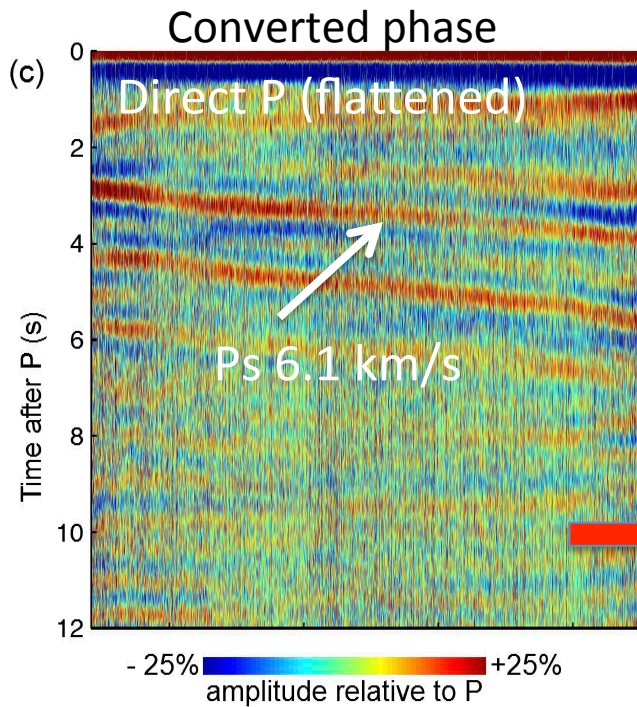 Converted phase
(c)
Direct P (flattened)
Ps 6.1 km/s
Time after P (s)
0
2
4
6
8
10
12
- 25% +25%
amplitude relative to P